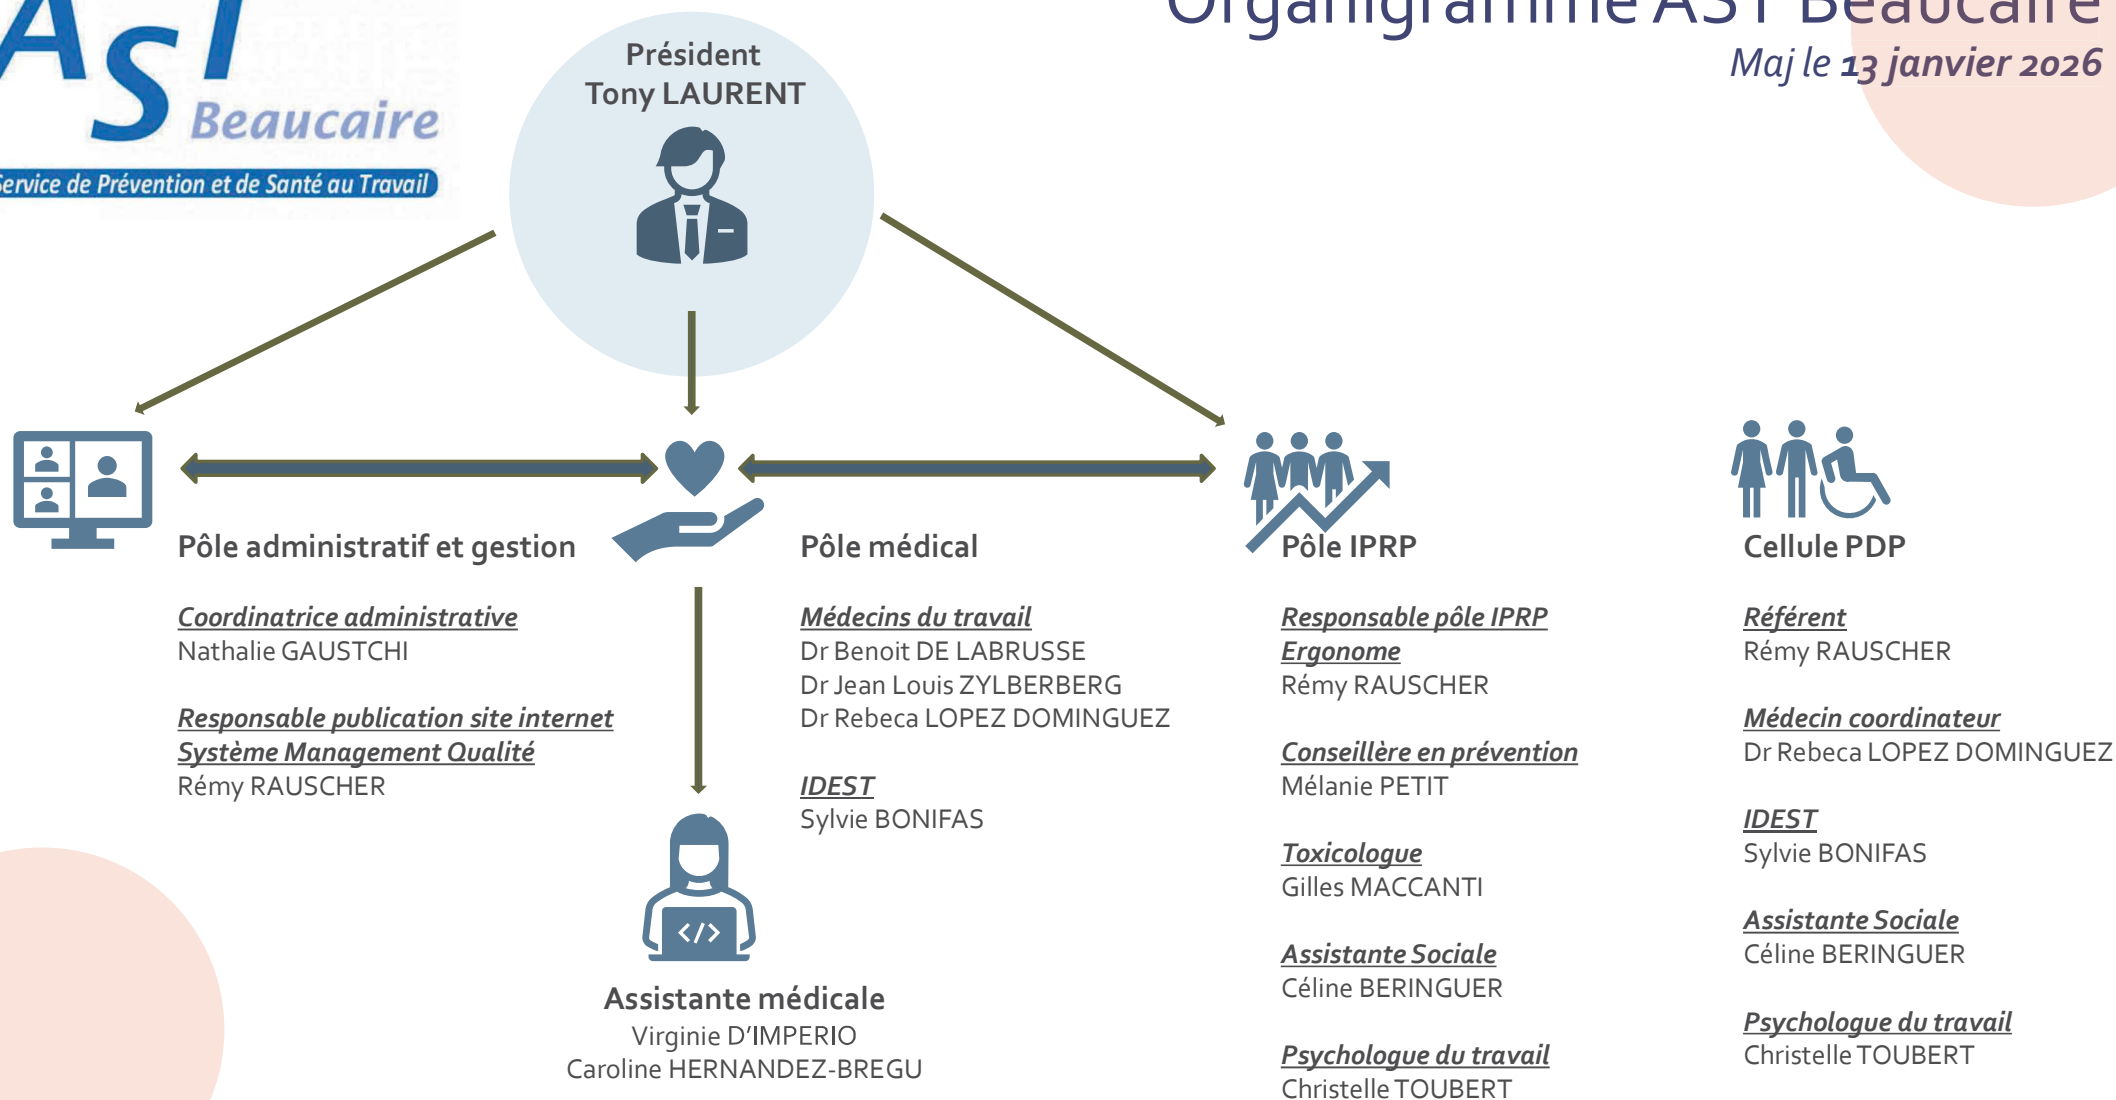 AST
Beaucaire
Service de Prévention et de Santé au Travail
Organigramme AST Beaucaire
Maj le 13 janvier 2026
Président
Tony LAURENT
Pôle administratif et gestion
Coordinatrice administrative
Nathalie GAUSTCHI
Responsable publication site internet
Système Management Qualité
Rémy RAUSCHER
Pôle médical
Médecins du travail
Dr Benoit DE LABRUSSE
Dr Jean Louis ZYLBERBERG
Dr Rebeca LOPEZ DOMINGUEZ
IDEST
Sylvie BONIFAS
</>
Assistante médicale
Virginie D'IMPERIO
Caroline HERNANDEZ-BREGU
Pôle IPRP
Responsable pôle IPRP
Ergonome
Rémy RAUSCHER
Conseillère en prévention
Mélanie PETIT
Toxicologue
Gilles MACCANTI
Assistante Sociale
Céline BERINGUER
Psychologue du travail
Christelle TOUBERT
Cellule PDP
Référent
Rémy RAUSCHER
Médecin coordinateur
Dr Rebeca LOPEZ DOMINGUEZ
IDEST
Sylvie BONIFAS
Assistante Sociale
Céline BERINGUER
Psychologue du travail
Christelle TOUBERT